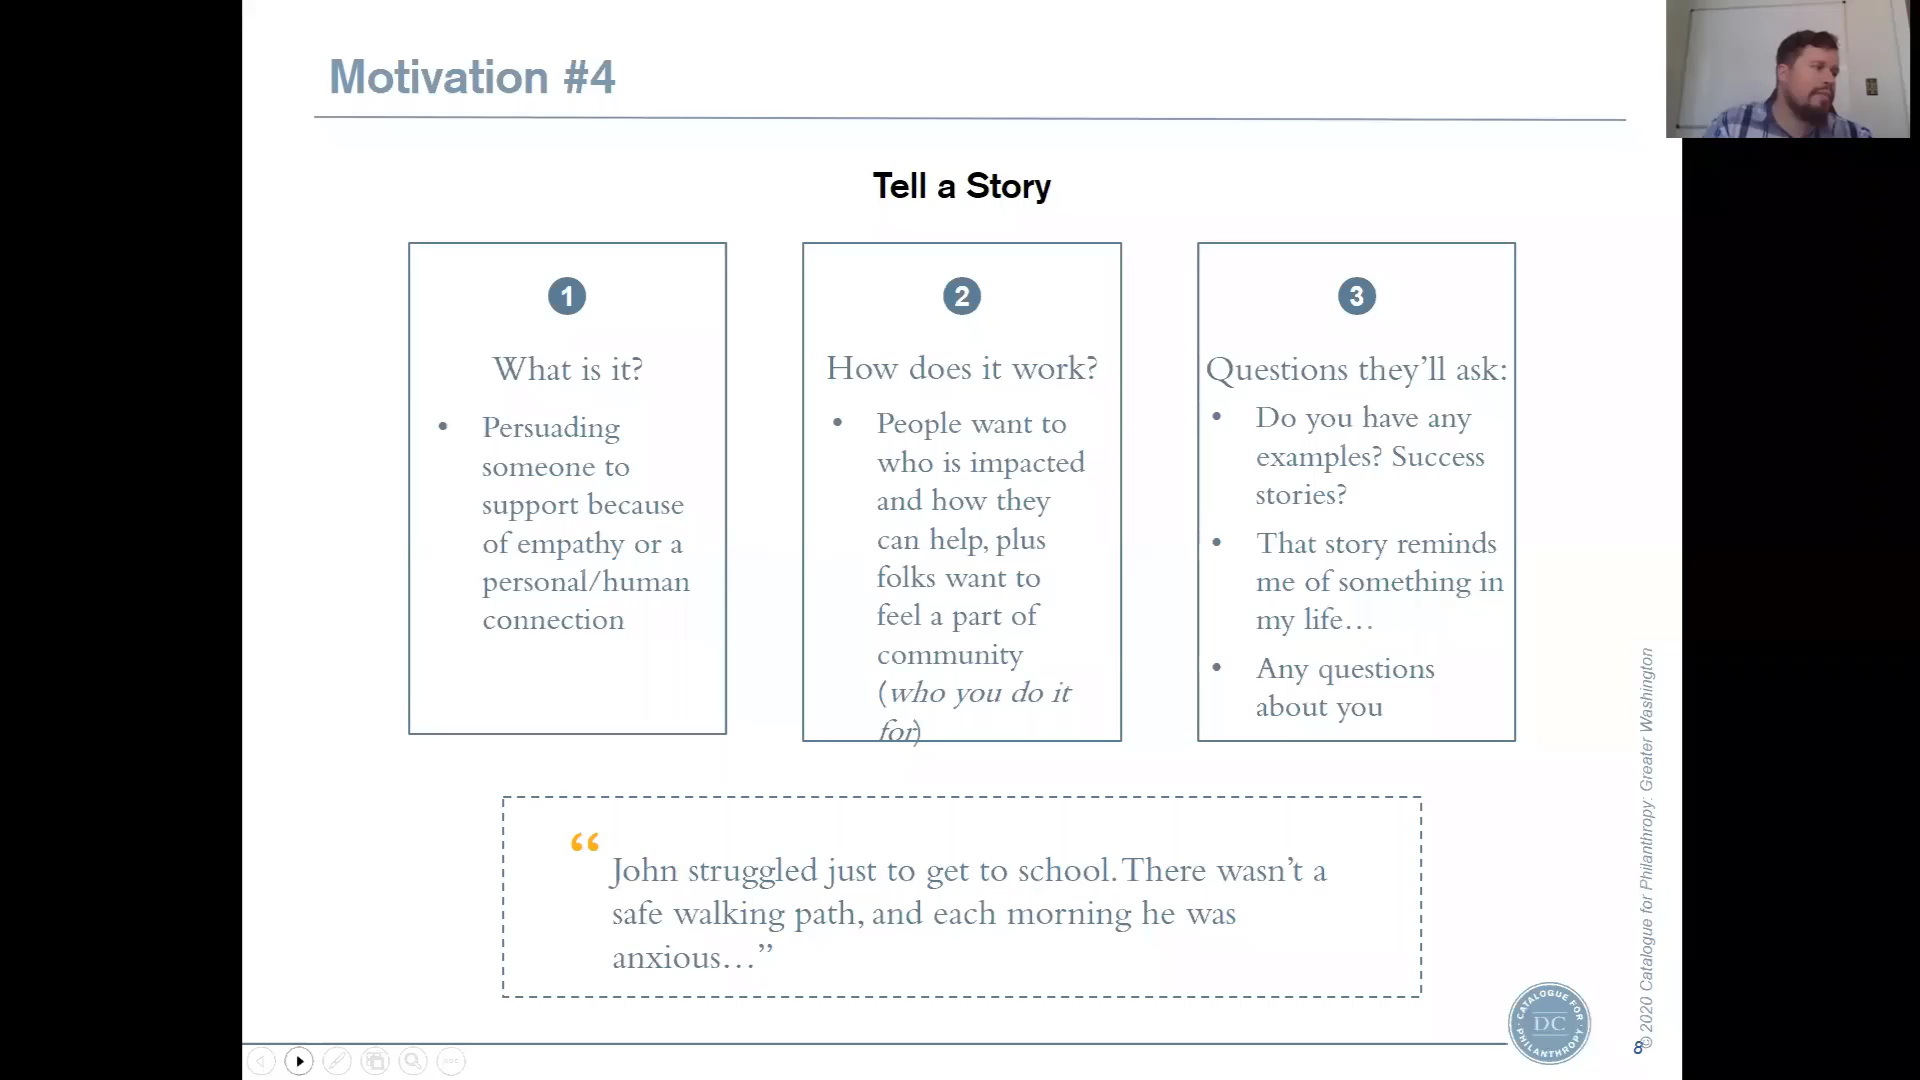 Motivation #4
Tell a Story
1
What is it?
• Persuading
someone to
support because
of empathy or a
personal/human
connection
2
How does it work?
• People want to
who is impacted
and how they
can help, plus
folks want to
feel a part of
community
(who you do it
for)
3
Questions they’ll ask:
• Do you have any
examples? Success
stories?
• That story reminds
me of something in
my life…
• Any questions
about you
“ John struggled just to get to school. There wasn’t a
safe walking path, and each morning he was
anxious…”
© 2020 Catalogue for Philanthropy: Greater Washington
CATALOGUE FOR
DC
PHILANTHROPY
8